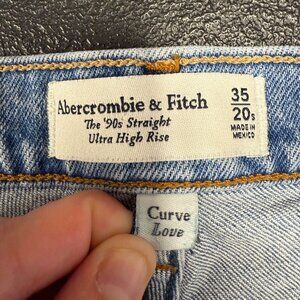 Abercrombie & Fitch
The '90s Straight
Ultra High Rise
35
20s
MADE IN
MEXICO
Curve
Love